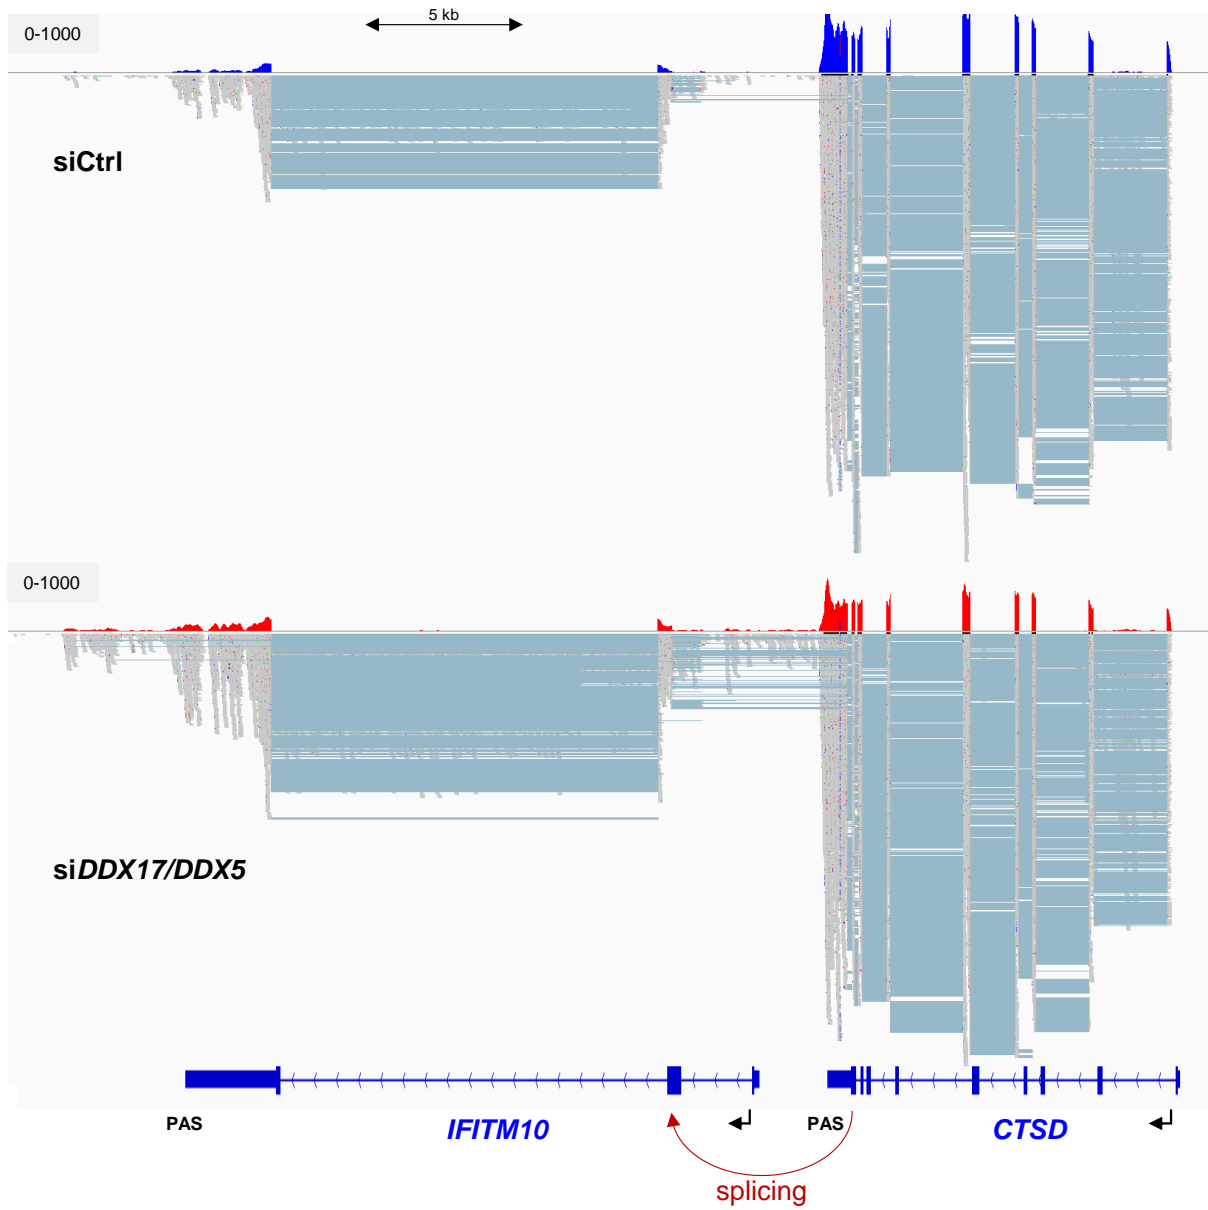 0-1000
5 kb
siCtrl
0-1000
siDDX17/DDX5
PAS
IFITM10
PAS
CTSD
splicing